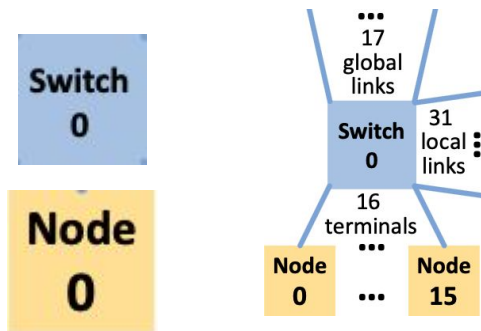 Switch
0
Node
0
...
17
global
links
Switch
0
31
local
links
...
16
terminals
...
Node
0
...
Node
15